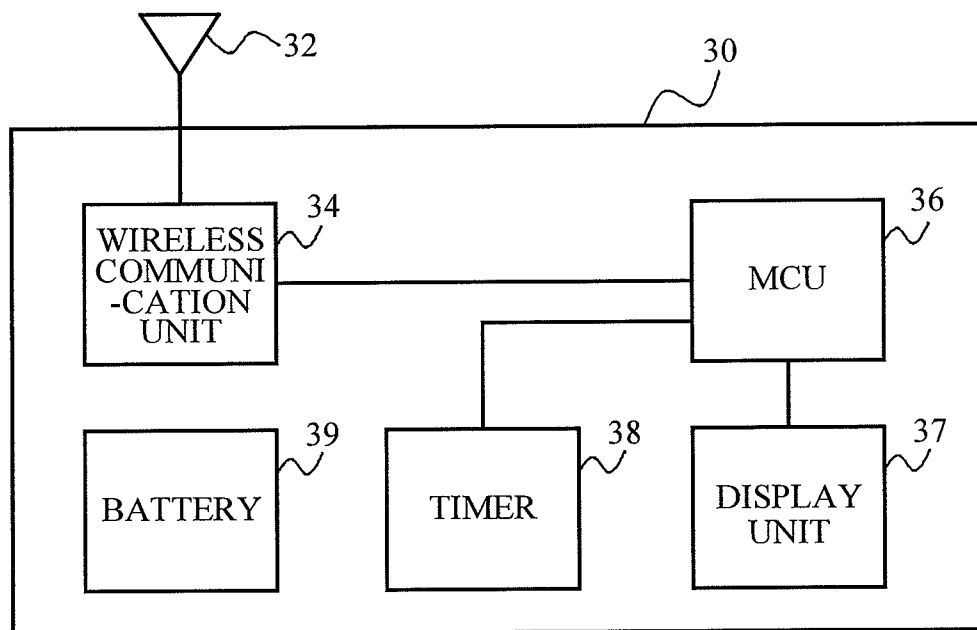 32
30
34
WIRELESS
COMMUNI
-CATION
UNIT
36
MCU
39
BATTERY
38
TIMER
37
DISPLAY
UNIT